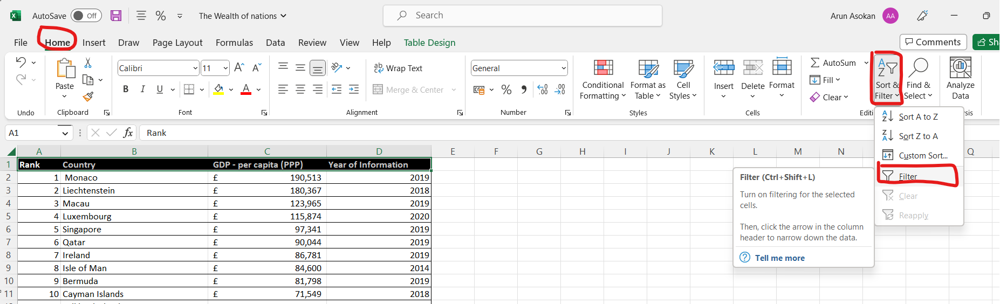 AutoSave Off The Wealth of nations Search Arun Asokan AA
File Home Insert Draw Page Layout Formulas Data Review View Help Table Design Comments
Undo
Paste
Clipboard
Calibri 11
B I U A
Font
Wrap Text
Merge & Center
Alignment
General
% 9 .00
Number
Conditional Formatting
Format as Table
Cell Styles
Styles
Insert
Delete
Format
Cells
AutoSum
Fill
Clear
Sort & Filter
Find & Select
Analyze Data
Sort A to Z
Sort Z to A
Custom Sort...
Filter
Clear
Reapply
A1 fx Rank
A B C D E F G H I J K L M N Q
1 Rank Country GDP - per capita (PPP) Year of Information
2 1 Monaco £ 190,513 2019
3 2 Liechtenstein £ 180,367 2018
4 3 Macau £ 123,965 2019
5 4 Luxembourg £ 115,874 2020
6 5 Singapore £ 97,341 2019
7 6 Qatar £ 90,044 2019
8 7 Ireland £ 86,781 2019
9 8 Isle of Man £ 84,600 2014
10 9 Bermuda £ 81,798 2019
11 10 Cayman Islands £ 71,549 2018
Filter (Ctrl+Shift+L)
Turn on filtering for the selected
cells.
Then, click the arrow in the column
header to narrow down the data.
Tell me more